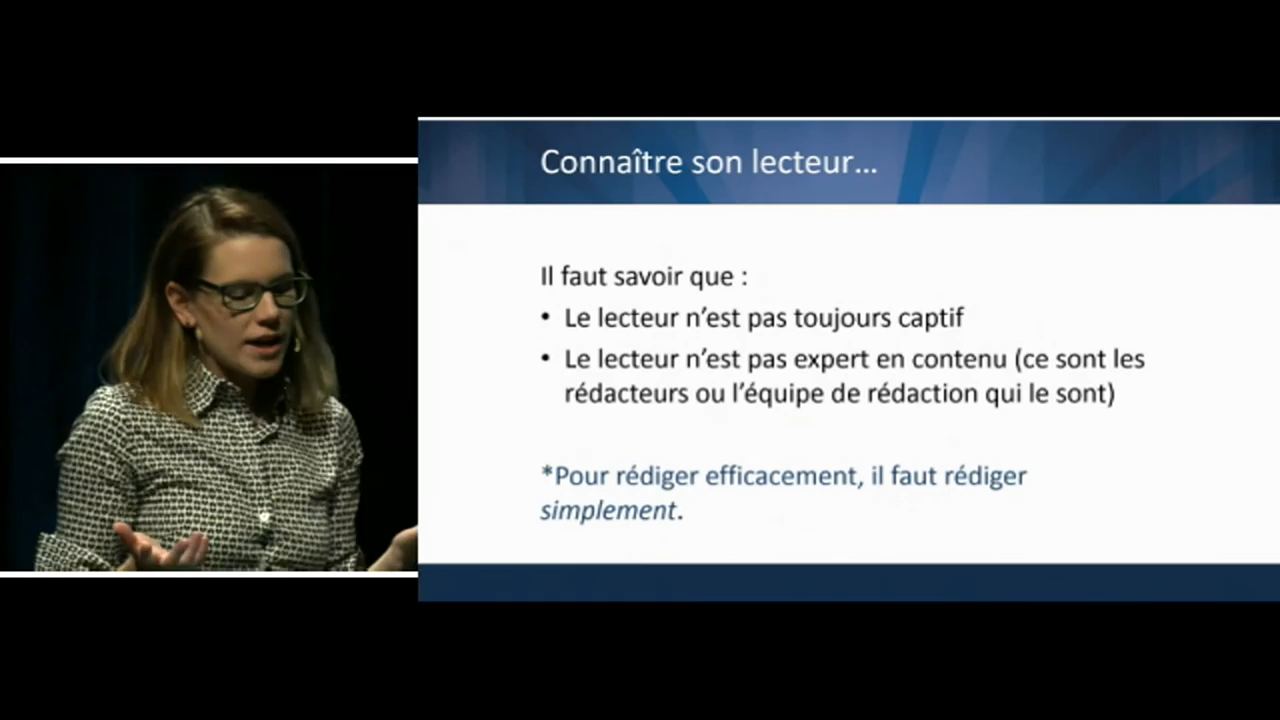 Connaître son lecteur…
Il faut savoir que :
• Le lecteur n’est pas toujours captif
• Le lecteur n’est pas expert en contenu (ce sont les
rédacteurs ou l’équipe de rédaction qui le sont)
*Pour rédiger efficacement, il faut rédiger
simplement.